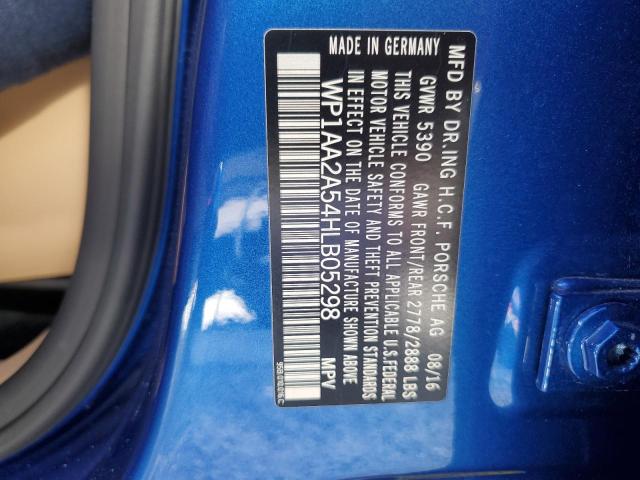 MFD BY DR.ING H.C.F. PORSCHE AG 08/16
GVWR 5390 GAWR FRONT/REAR 2778/2888 LBS
THIS VEHICLE CONFORMS TO ALL APPLICABLE U.S.FEDERAL
MOTOR VEHICLE SAFETY AND THEFT PREVENTION STANDARDS
IN EFFECT ON THE DATE OF MANUFACTURE SHOWN ABOVE
WP1AA2A54HLB05298 MPV
MADE IN GERMANY